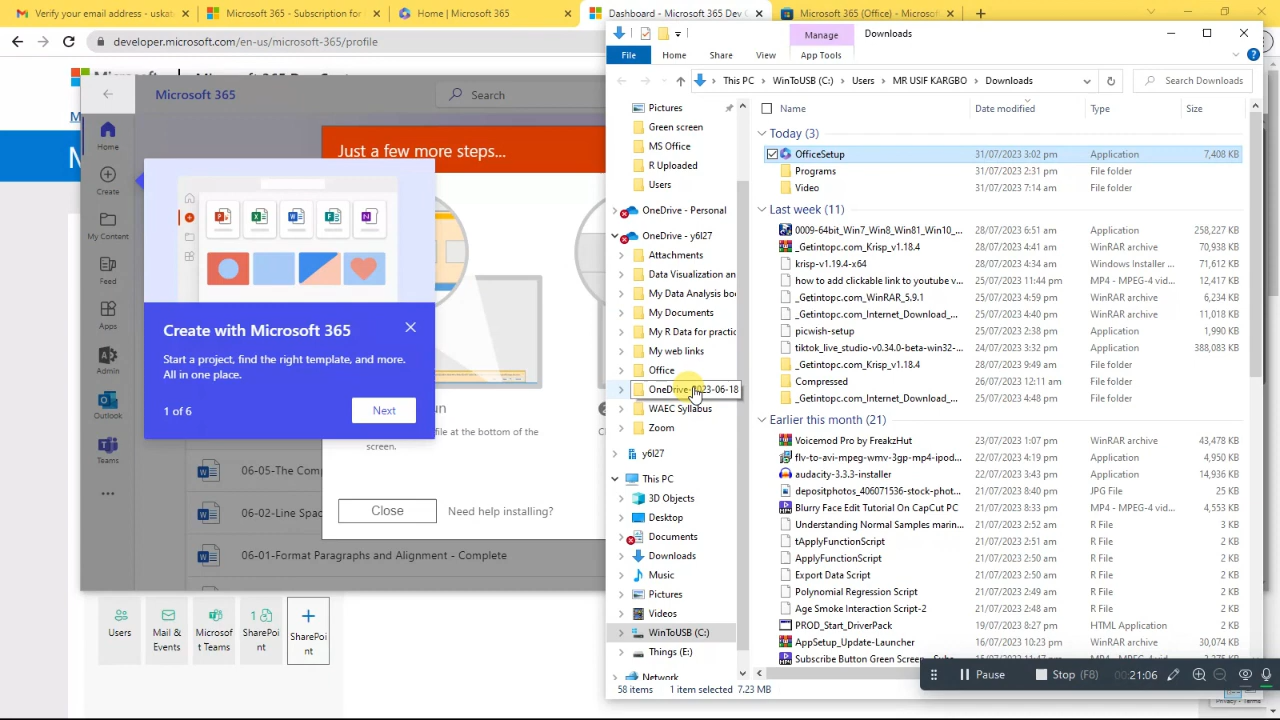 Verify your email address - uskat
Microsoft 365 - Subscription for
Home | Microsoft 365
Dashboard - Microsoft 365 Dev C
Microsoft 365 (Office) - Microsof
developer.microsoft.com/en-us/microsoft-365/profile
Microsoft 365
Search
Home
Create
My Content
Feed
Apps
Admin
Outlook
Teams
Just a few more steps...
Create with Microsoft 365
Start a project, find the right template, and more.
All in one place.
1 of 6
Next
un
file at the bottom of the
screen.
Close
Need help installing?
06-05-The Comp
06-02-Line Spac
06-01-Format Paragraphs and Alignment - Complete
Users
Mail &
Events
Microsof
t Teams
SharePoi
nt
SharePoi
nt
Manage
Downloads
File
Home
Share
View
App Tools
This PC > WinToUSB (C:) > Users > MR USIF KARGBO > Downloads
Search Downloads
Pictures
Green screen
MS Office
R Uploaded
Users
OneDrive - Personal
OneDrive - y6l27
Attachments
Data Visualization an
My Data Analysis bo
My Documents
My R Data for practic
My web links
Office
OneDrive-2023-06-18
WAEC Syllabus
Zoom
y6l27
This PC
3D Objects
Desktop
Documents
Downloads
Music
Pictures
Videos
WinToUSB (C:)
Things (E:)
Network
Name Date modified Type Size
Today (3)
OfficeSetup 31/07/2023 3:02 pm Application 7,408 KB
Programs 31/07/2023 2:31 pm File folder
Video 31/07/2023 7:14 am File folder
Last week (11)
0009-64bit_Win7_Win8_Win81_Win10_... 28/07/2023 6:51 am Application 258,227 KB
_Getintopc.com_Krisp_v1.18.4 28/07/2023 4:41 am WinRAR archive 70,938 KB
krisp-v1.19.4-x64 28/07/2023 4:34 am Windows Installer ... 71,612 KB
how to add clickable link to youtube v... 25/07/2023 11:44 pm MP4 - MPEG-4 vid... 12,417 KB
_Getintopc.com_WinRAR_5.9.1 25/07/2023 4:59 pm WinRAR archive 6,234 KB
_Getintopc.com_Internet_Download_... 25/07/2023 4:40 pm WinRAR archive 11,018 KB
picwish-setup 25/07/2023 2:38 pm Application 1,990 KB
tiktok_live_studio-v0.34.0-beta-win32-... 24/07/2023 3:32 pm Application 388,083 KB
_Getintopc.com_Krisp_v1.18.4 28/07/2023 9:49 am File folder
Compressed 26/07/2023 12:11 am File folder
_Getintopc.com_Internet_Download_... 25/07/2023 4:48 pm File folder
Earlier this month (21)
Voicemod Pro by FreakzHut 23/07/2023 1:07 pm WinRAR archive 43,478 KB
flv-to-avi-mpeg-wmv-3gp-mp4-ipod... 22/07/2023 4:19 pm Application 4,950 KB
audacity-3.3.3-installer 22/07/2023 3:43 pm Application 14,936 KB
depositphotos_406071536-stock-phot... 21/07/2023 8:40 pm JPG File 25 KB
Blurry Face Edit Tutorial On CapCut PC 21/07/2023 8:33 pm MP4 - MPEG-4 vid... 4,553 KB
Understanding Normal Samples marin... 21/07/2023 2:52 am R File 3 KB
tApplyFunctionScript 21/07/2023 2:51 am R File 2 KB
ApplyFunctionScript 21/07/2023 2:50 am R File 2 KB
Export Data Script 21/07/2023 2:50 am R File 2 KB
Polynomial Regression Script 21/07/2023 2:49 am R File 2 KB
Age Smoke Interaction Script-2 21/07/2023 2:48 am R File 2 KB
PROD_Start_DriverPack 19/07/2023 8:27 pm HTML Application 2 KB
AppSetup_Update-Launcher 16/07/2023 10:23 pm WinRAR archive 30,074 KB
Subscribe Button Green Screen
58 items 1 item selected 7.23 MB
Pause
Stop (F8)
00:21:06
Privacy - Terms